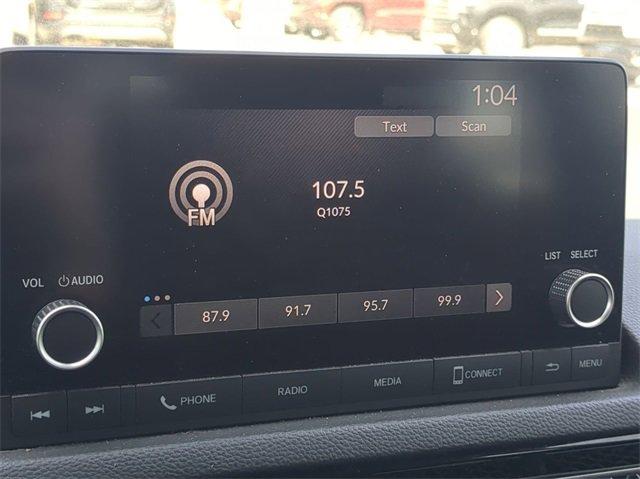 1:04
Text Scan
107.5
FM
Q1075
VOL AUDIO
LIST SELECT
87.9 91.7 95.7 99.9
PHONE RADIO MEDIA CONNECT MENU